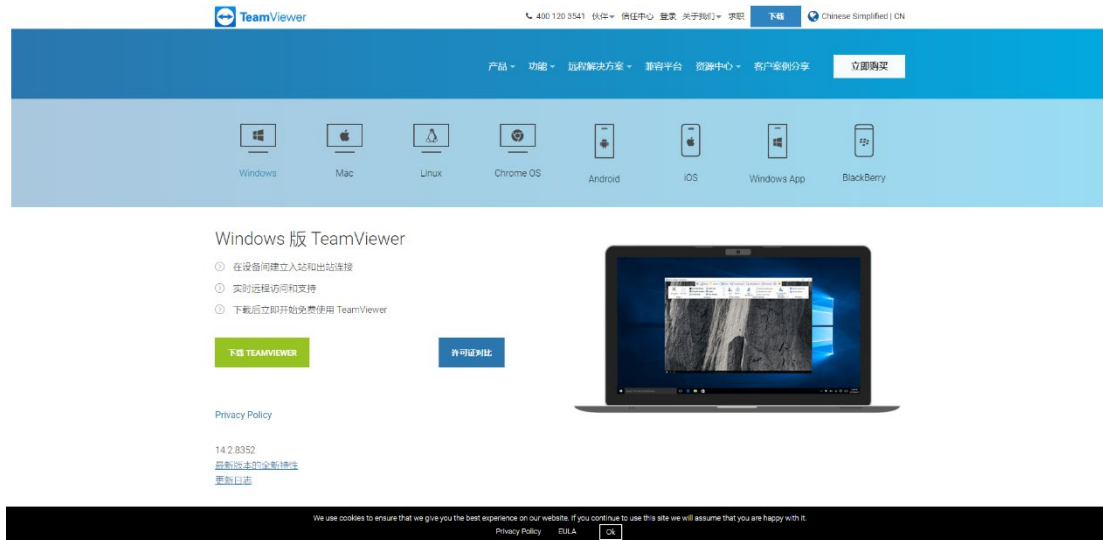 TeamViewer
400 120 3541 伙伴 信任中心 登录 关于我们 求职 下载 Chinese Simplified | CN
产品 功能 远程解决方案 兼容平台 资源中心 客户案例分享 立即购买
Windows Mac Linux Chrome OS Android iOS Windows App BlackBerry
Windows 版 TeamViewer
在设备间建立入站和出站连接
实时远程访问和支持
下载后立即开始免费使用 TeamViewer
下载 TEAMVIEWER 许可证对比
Privacy Policy
14.2.8352
最新版本的全新特性
更新日志
We use cookies to ensure that we give you the best experience on our website. If you continue to use this site we will assume that you are happy with it.
Privacy Policy EULA Ok